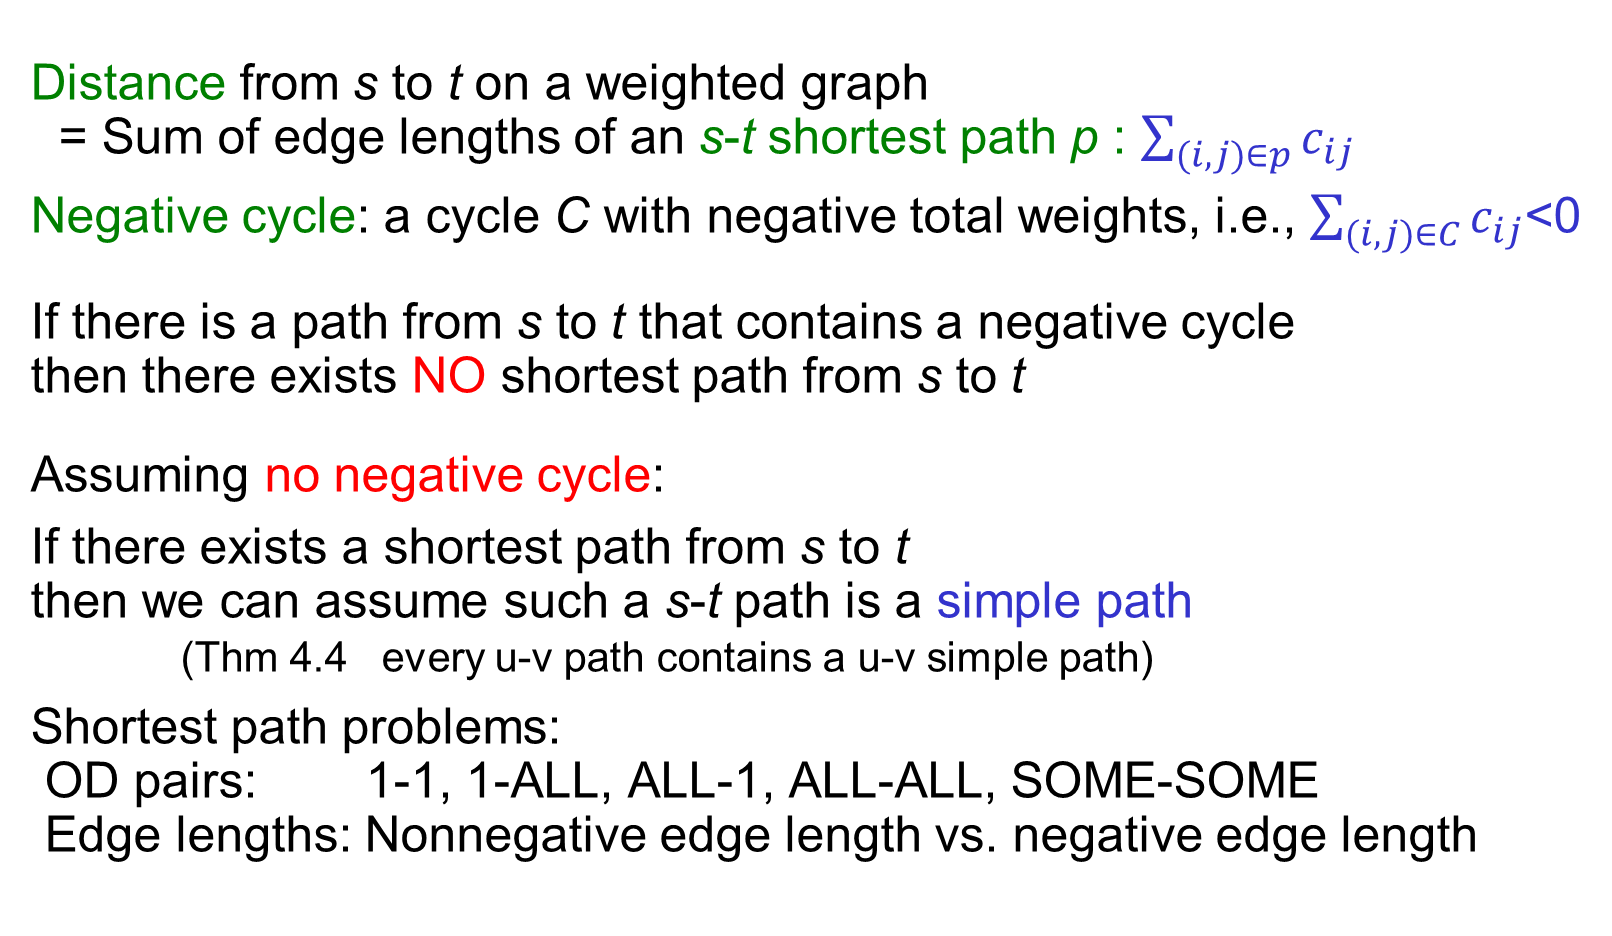 Distance from s to t on a weighted graph
= Sum of edge lengths of an s-t shortest path p : ∑(i,j)∈p cij
Negative cycle: a cycle C with negative total weights, i.e., ∑(i,j)∈C cij<0
If there is a path from s to t that contains a negative cycle
then there exists NO shortest path from s to t
Assuming no negative cycle:
If there exists a shortest path from s to t
then we can assume such a s-t path is a simple path
(Thm 4.4 every u-v path contains a u-v simple path)
Shortest path problems:
OD pairs: 1-1, 1-ALL, ALL-1, ALL-ALL, SOME-SOME
Edge lengths: Nonnegative edge length vs. negative edge length